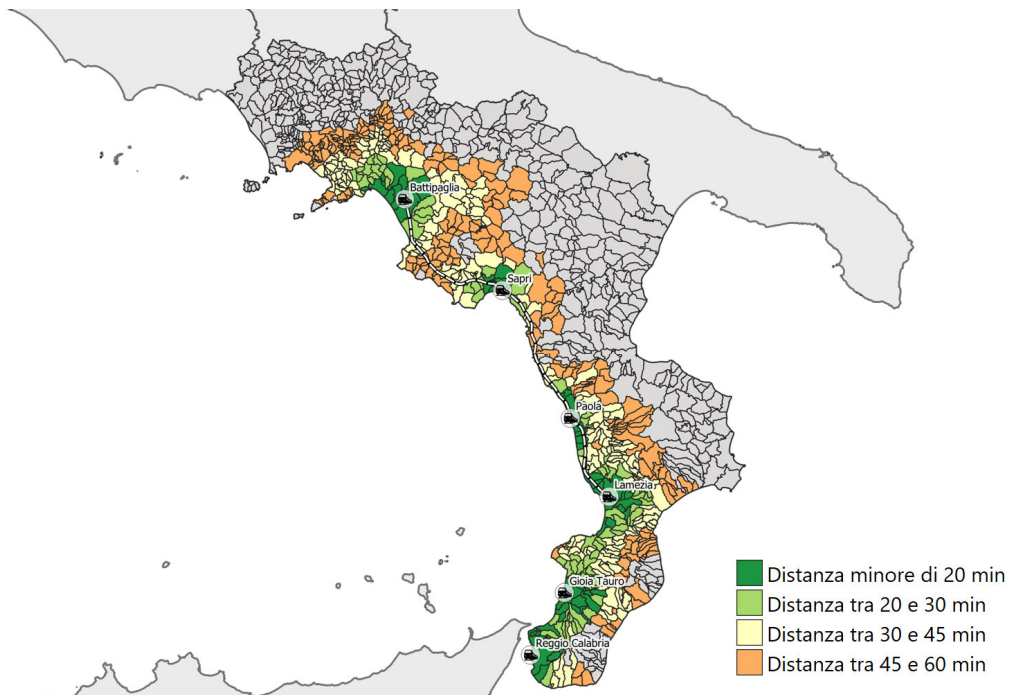 Battipaglia
Sapri
Paola
Lamezia
Gioia Tauro
Reggio Calabria
Distanza minore di 20 min
Distanza tra 20 e 30 min
Distanza tra 30 e 45 min
Distanza tra 45 e 60 min